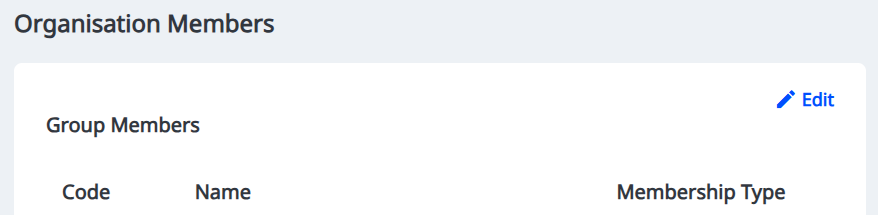 Organisation Members
Edit
Group Members
Code Name Membership Type